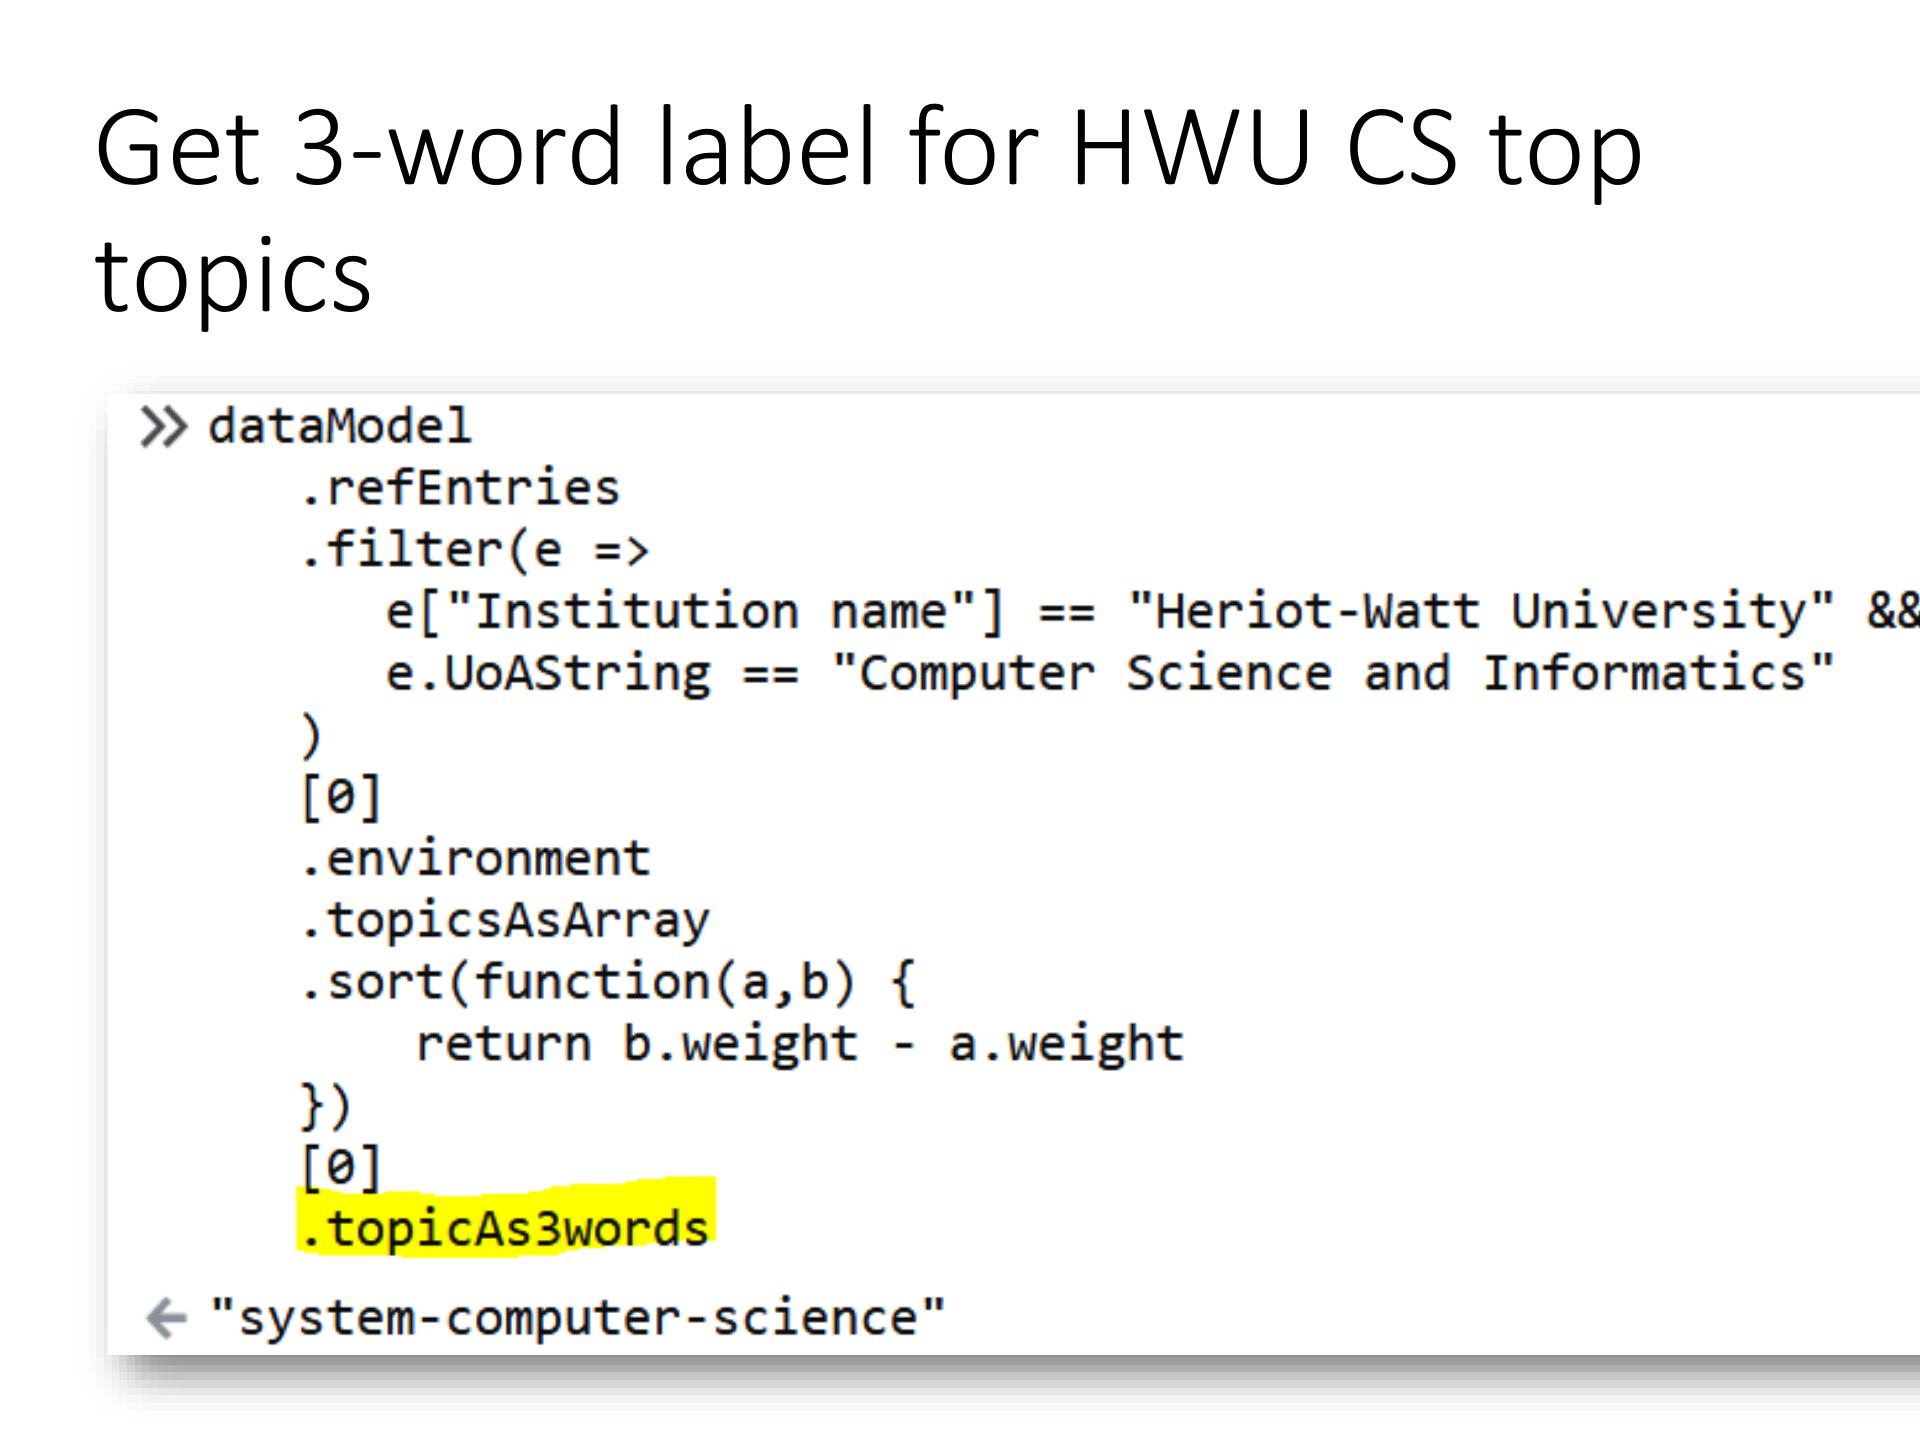 Get 3-word label for HWU CS top
topics
>> dataModel
.refEntries
.filter(e =>
e["Institution name"] == "Heriot-Watt University" &&
e.UoAString == "Computer Science and Informatics"
)
[0]
.environment
.topicsAsArray
.sort(function(a,b) {
return b.weight - a.weight
})
[0]
.topicAs3words
← "system-computer-science"